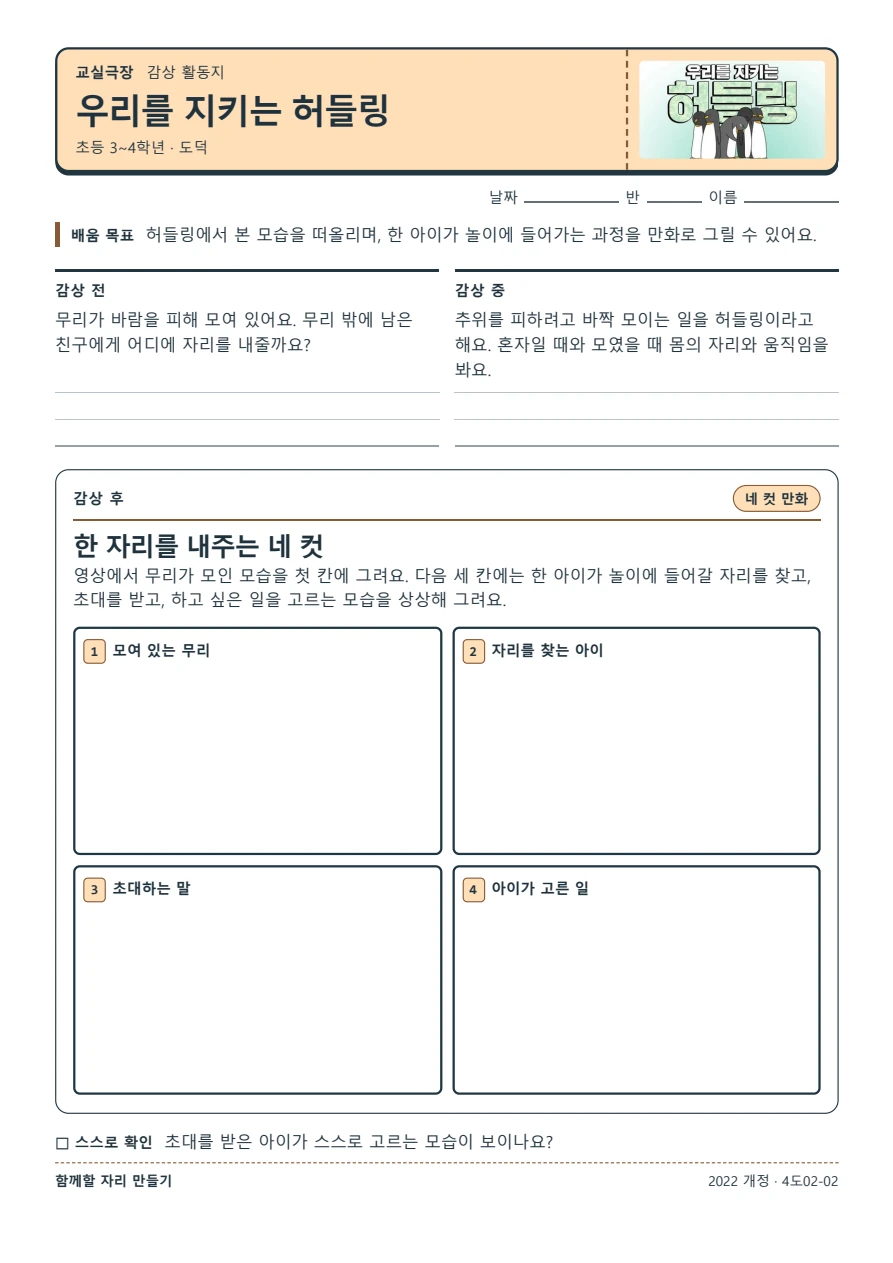 교실극장 감상 활동지
우리를 지키는 허들링
초등 3~4학년 · 도덕
우리를 지키는
허들링
날짜 반 이름
배움 목표 허들링에서 본 모습을 떠올리며, 한 아이가 놀이에 들어가는 과정을 만화로 그릴 수 있어요.
감상 전
무리가 바람을 피해 모여 있어요. 무리 밖에 남은
친구에게 어디에 자리를 내줄까요?
감상 중
추위를 피하려고 바짝 모이는 일을 허들링이라고
해요. 혼자일 때와 모였을 때 몸의 자리와 움직임을
봐요.
감상 후
네 컷 만화
한 자리를 내주는 네 컷
영상에서 무리가 모인 모습을 첫 칸에 그려요. 다음 세 칸에는 한 아이가 놀이에 들어갈 자리를 찾고,
초대를 받고, 하고 싶은 일을 고르는 모습을 상상해 그려요.
1 모여 있는 무리
2 자리를 찾는 아이
3 초대하는 말
4 아이가 고른 일
□ 스스로 확인 초대를 받은 아이가 스스로 고르는 모습이 보이나요?
함께할 자리 만들기
2022 개정 · 4도02-02